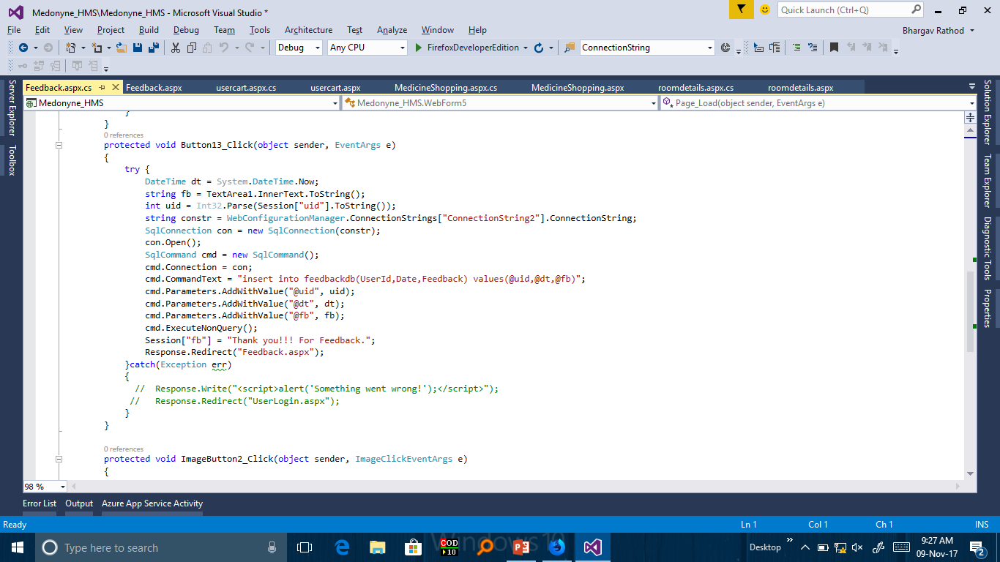 Medonyne_HMS\Medonyne_HMS - Microsoft Visual Studio *
Quick Launch (Ctrl+Q)
File Edit View Project Build Debug Team Tools Architecture Test Analyze Window Help
Bhargav Rathod
Debug Any CPU FirefoxDeveloperEdition ConnectionString
Feedback.aspx.cs Feedback.aspx usercart.aspx.cs usercart.aspx MedicineShopping.aspx.cs MedicineShopping.aspx roomdetails.aspx.cs roomdetails.aspx
Medonyne_HMS Medonyne_HMS.WebForm5 Page_Load(object sender, EventArgs e)
Server Explorer
Toolbox
}
}
0 references
protected void Button13_Click(object sender, EventArgs e)
{
try {
DateTime dt = System.DateTime.Now;
string fb = TextArea1.InnerText.ToString();
int uid = Int32.Parse(Session["uid"].ToString());
string constr = WebConfigurationManager.ConnectionStrings["ConnectionString2"].ConnectionString;
SqlConnection con = new SqlConnection(constr);
con.Open();
SqlCommand cmd = new SqlCommand();
cmd.Connection = con;
cmd.CommandText = "insert into feedbackdb(UserId,Date,Feedback) values(@uid,@dt,@fb)";
cmd.Parameters.AddWithValue("@uid", uid);
cmd.Parameters.AddWithValue("@dt", dt);
cmd.Parameters.AddWithValue("@fb", fb);
cmd.ExecuteNonQuery();
Session["fb"] = "Thank you!!! For Feedback.";
Response.Redirect("Feedback.aspx");
}catch(Exception err)
{
// Response.Write("<script>alert('Something went wrong!');</script>");
// Response.Redirect("UserLogin.aspx");
}
}
0 references
protected void ImageButton2_Click(object sender, ImageClickEventArgs e)
{
Solution Explorer
Team Explorer
Diagnostic Tools
Properties
98 %
Error List Output Azure App Service Activity
Ready Ln 1 Col 1 Ch 1 INS
Type here to search
COD
►10
Windows 10
Desktop
9:27 AM
09-Nov-17
2